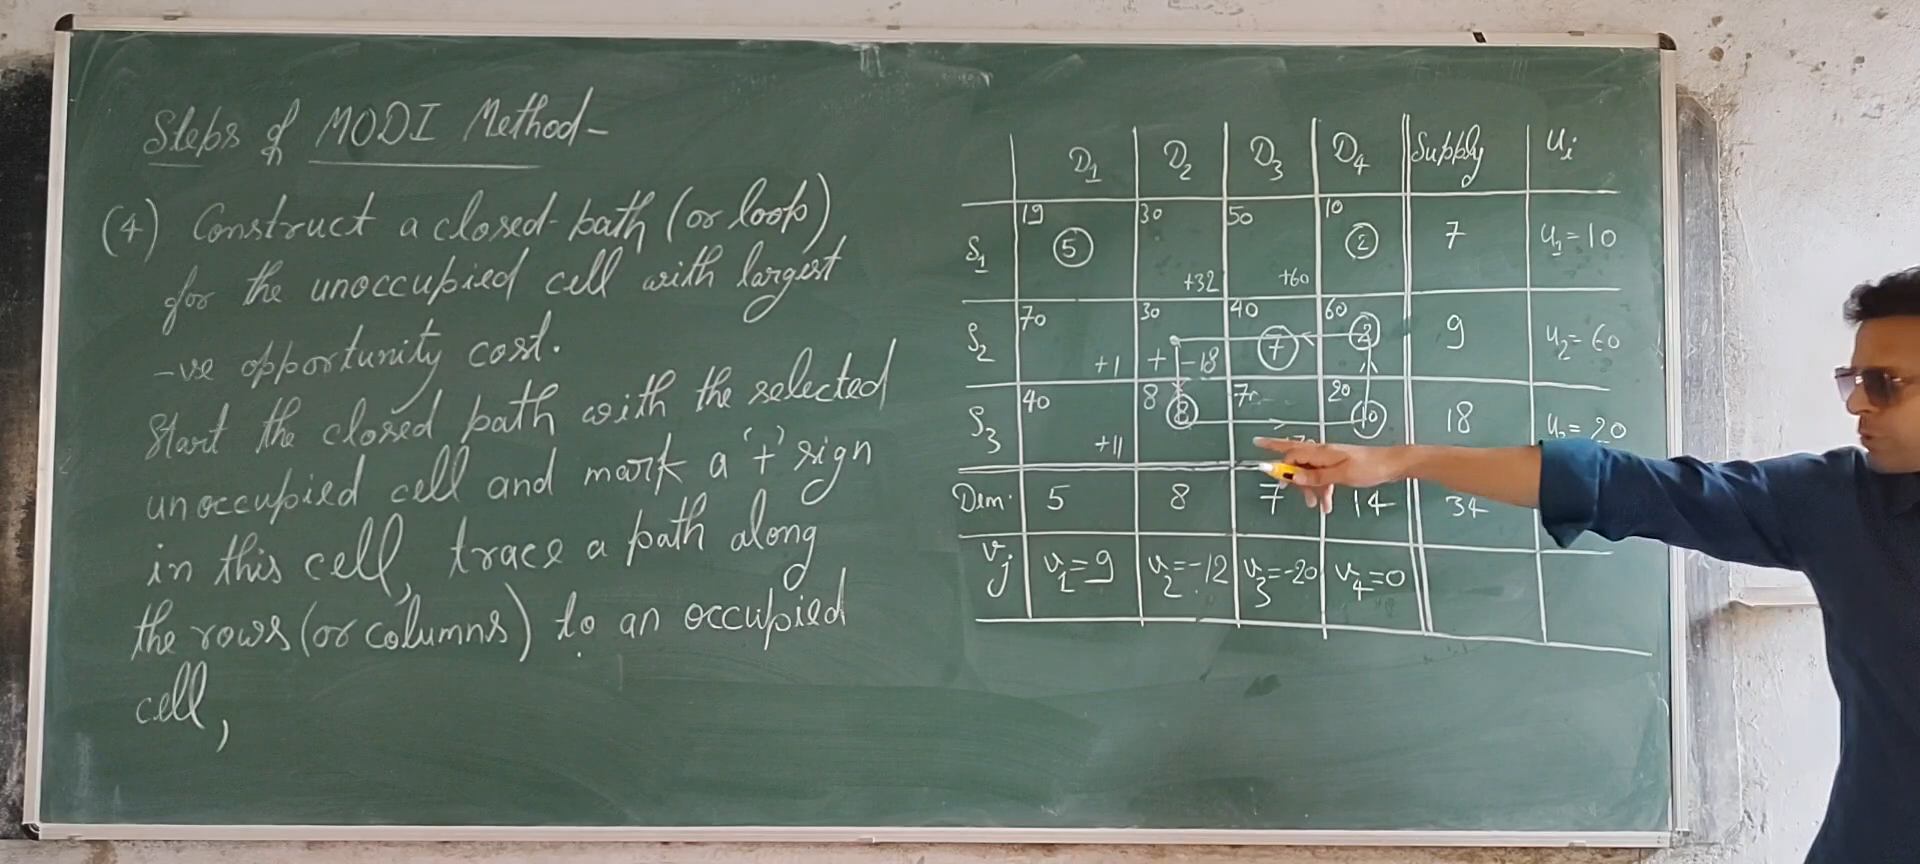 Steps of MODI Method-
(4) Construct a closed-path (or loop)
for the unoccupied cell with largest
-ve opportunity cost.
Start the closed path with the selected
unoccupied cell and mark a '+' sign
in this cell, trace a path along
the rows (or columns) to an occupied
cell,
D1 D2 D3 D4 Supply ui
S1 19 5 30 +32 50 +60 10 2 7 u1=10
S2 70 +1 30 + -18 40 7 60 2 9 u2=60
S3 40 +11 8 8 70 20 10 18 = 20
Dem. 5 8 7 14 34
vj v1=9 v2=-12 v3=-20 v4=0